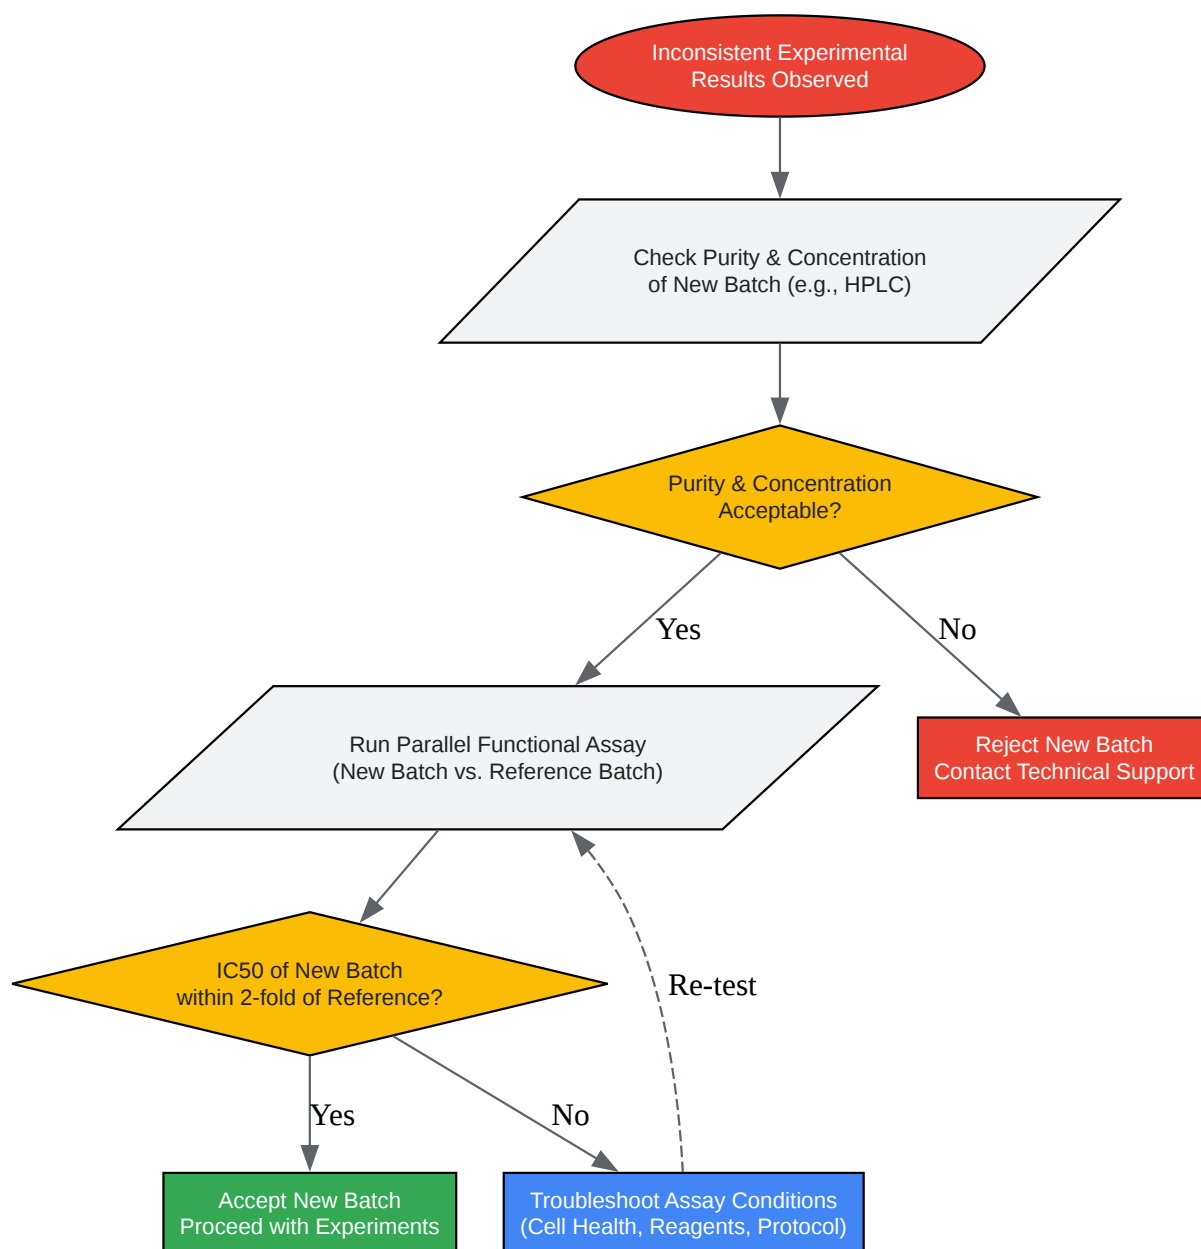 Inconsistent Experimental
Results Observed
Check Purity & Concentration
of New Batch (e.g., HPLC)
Purity & Concentration
Acceptable?
Yes
No
Run Parallel Functional Assay
(New Batch vs. Reference Batch)
Reject New Batch
Contact Technical Support
IC50 of New Batch
within 2-fold of Reference?
Re-test
Yes
No
Accept New Batch
Proceed with Experiments
Troubleshoot Assay Conditions
(Cell Health, Reagents, Protocol)